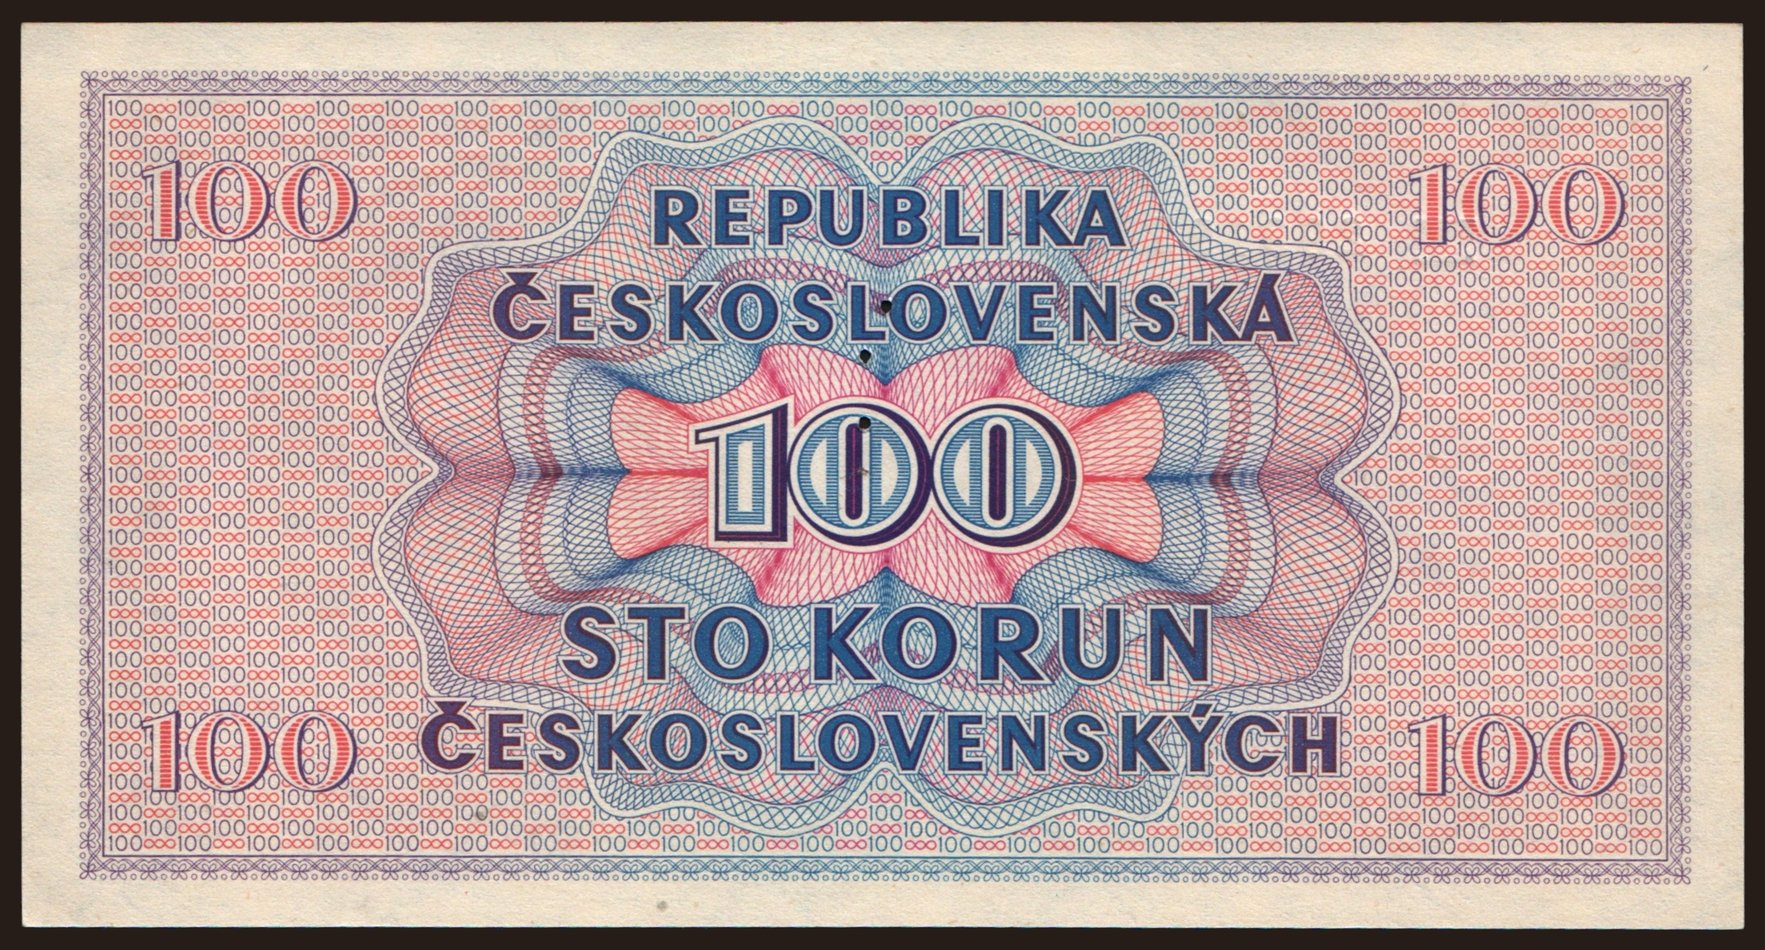 100 100
REPUBLIKA
ČESKOSLOVENSKÁ
100
STO KORUN
ČESKOSLOVENSKÝCH
100 100